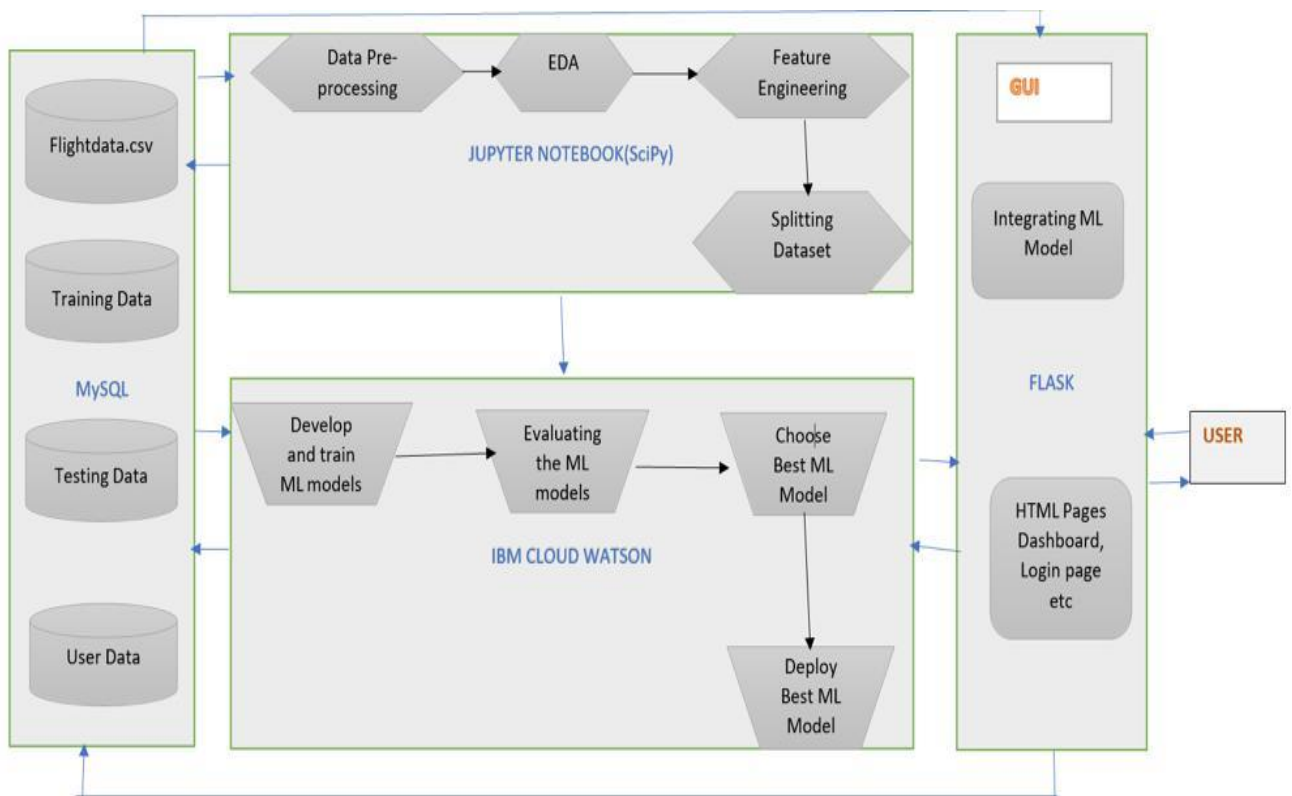 Flightdata.csv
Training Data
MySQL
Testing Data
User Data
Data Pre-
processing
EDA
Feature
Engineering
JUPYTER NOTEBOOK(SciPy)
Splitting
Dataset
Develop
and train
ML models
Evaluating
the ML
models
Choose
Best ML
Model
IBM CLOUD WATSON
Deploy
Best ML
Model
GUI
Integrating ML
Model
FLASK
HTML Pages
Dashboard,
Login page
etc
USER